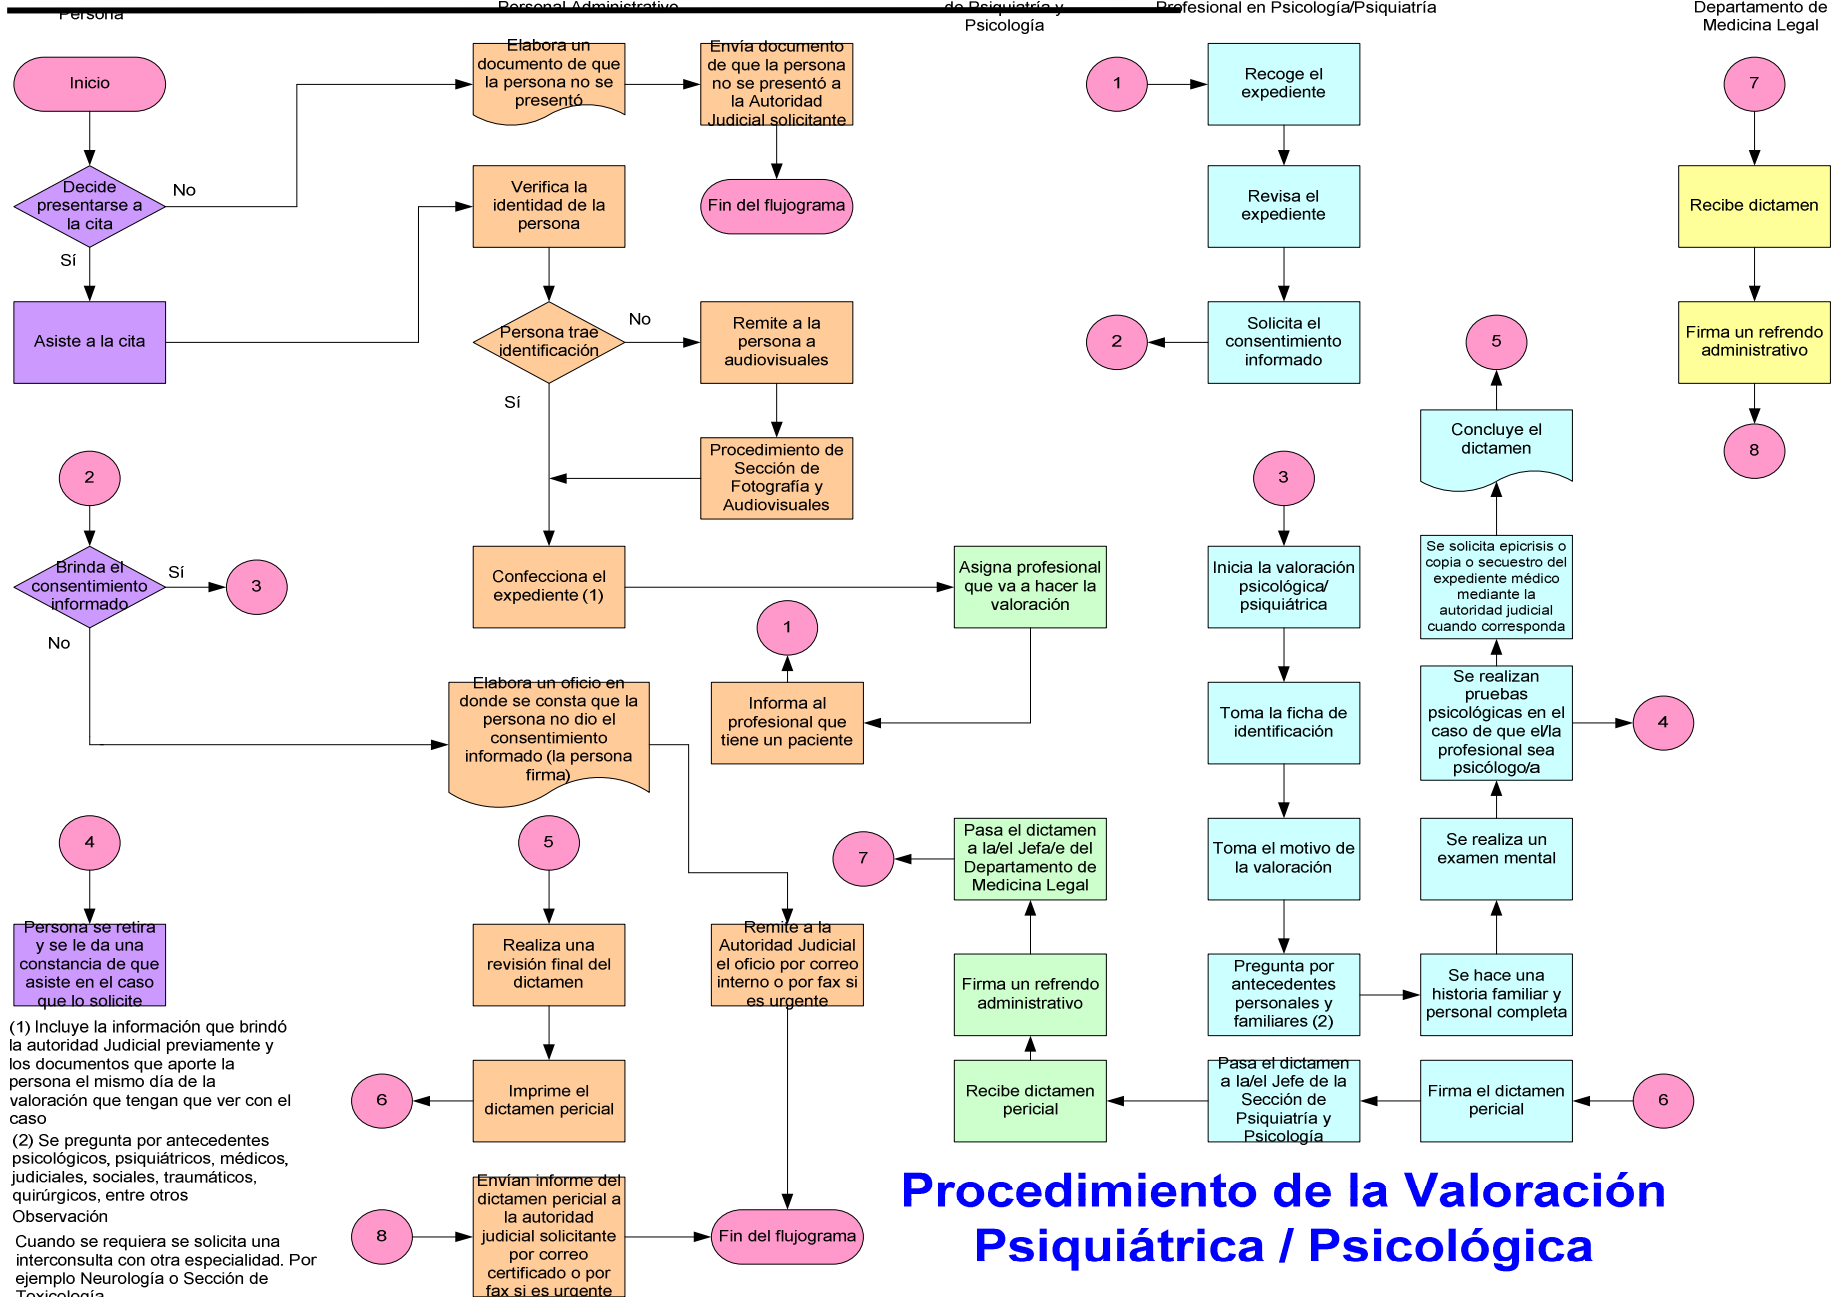 Persona
Personal Administrativo
de Psiquiatría y
Psicología
Profesional en Psicología/Psiquiatría
Departamento de
Medicina Legal
Inicio
Decide
presentarse a
la cita
No
Sí
Asiste a la cita
Elabora un
documento de que
la persona no se
presentó
Envía documento
de que la persona
no se presentó a
la Autoridad
Judicial solicitante
Fin del flujograma
Verifica la
identidad de la
persona
Persona trae
identificación
No
Sí
Remite a la
persona a
audiovisuales
Procedimiento de
Sección de
Fotografía y
Audiovisuales
Confecciona el
expediente (1)
Asigna profesional
que va a hacer la
valoración
Informa al
profesional que
tiene un paciente
1
1
Recoge el
expediente
Revisa el
expediente
Solicita el
consentimiento
informado
2
2
Brinda el
consentimiento
informado
Sí
3
No
Elabora un oficio en
donde se consta que la
persona no dio el
consentimiento
informado (la persona
firma)
Remite a la
Autoridad Judicial
el oficio por correo
interno o por fax si
es urgente
3
Inicia la valoración
psicológica/
psiquiátrica
Toma la ficha de
identificación
Toma el motivo de
la valoración
Pregunta por
antecedentes
personales y
familiares (2)
Se hace una
historia familiar y
personal completa
Se realiza un
examen mental
Se realizan
pruebas
psicológicas en el
caso de que el/la
profesional sea
psicólogo/a
4
Se solicita epicrisis o
copia o secuestro del
expediente médico
mediante la
autoridad judicial
cuando corresponda
Concluye el
dictamen
5
4
Persona se retira
y se le da una
constancia de que
asiste en el caso
que lo solicite
5
Realiza una
revisión final del
dictamen
Imprime el
dictamen pericial
6
6
Firma el dictamen
pericial
Pasa el dictamen
a la/el Jefe de la
Sección de
Psiquiatría y
Psicología
Recibe dictamen
pericial
Firma un refrendo
administrativo
Pasa el dictamen
a la/el Jefa/e del
Departamento de
Medicina Legal
7
7
Recibe dictamen
Firma un refrendo
administrativo
8
8
Envían informe del
dictamen pericial a
la autoridad
judicial solicitante
por correo
certificado o por
fax si es urgente
Fin del flujograma
(1) Incluye la información que brindó
la autoridad Judicial previamente y
los documentos que aporte la
persona el mismo día de la
valoración que tengan que ver con el
caso
(2) Se pregunta por antecedentes
psicológicos, psiquiátricos, médicos,
judiciales, sociales, traumáticos,
quirúrgicos, entre otros
Observación
Cuando se requiera se solicita una
interconsulta con otra especialidad. Por
ejemplo Neurología o Sección de
Toxicología
Procedimiento de la Valoración
Psiquiátrica / Psicológica